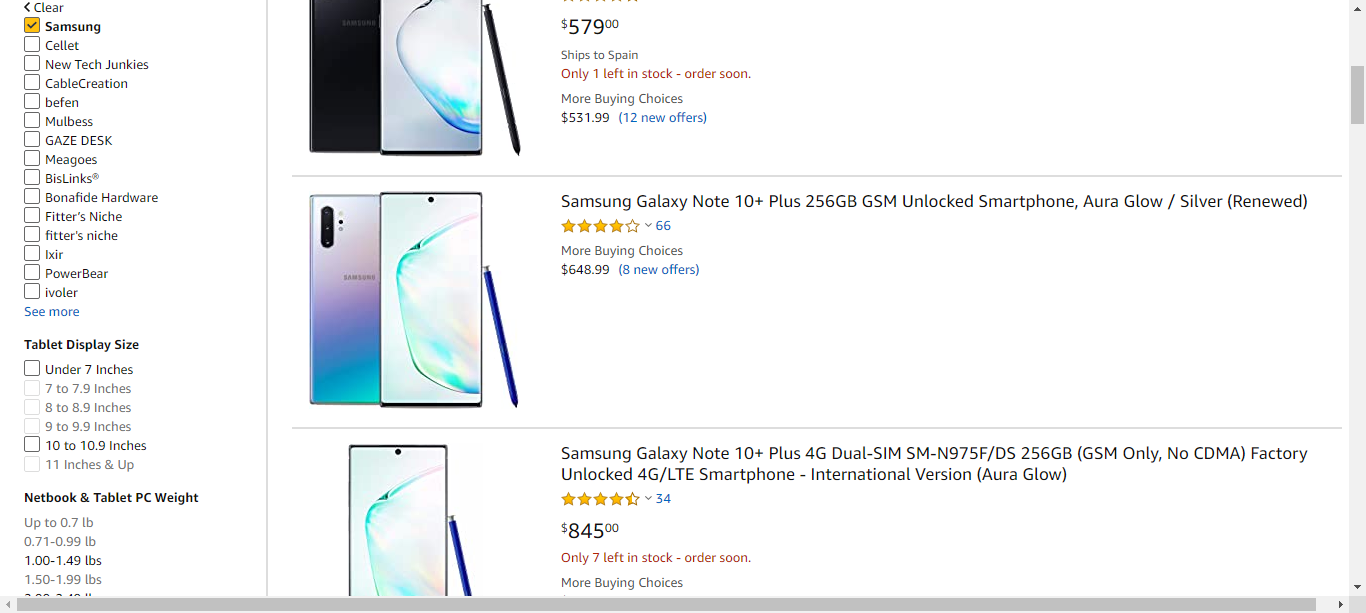 Clear
Samsung
Cellet
New Tech Junkies
CableCreation
befen
Mulbess
GAZE DESK
Meagoes
BisLinks®
Bonafide Hardware
Fitter's Niche
fitter's niche
Ixir
PowerBear
ivoler
See more
Tablet Display Size
Under 7 Inches
7 to 7.9 Inches
8 to 8.9 Inches
9 to 9.9 Inches
10 to 10.9 Inches
11 Inches & Up
Netbook & Tablet PC Weight
Up to 0.7 lb
0.71-0.99 lb
1.00-1.49 lbs
1.50-1.99 lbs
SAMSUNG
$57900
Ships to Spain
Only 1 left in stock - order soon.
More Buying Choices
$531.99 (12 new offers)
SAMSUNG
Samsung Galaxy Note 10+ Plus 256GB GSM Unlocked Smartphone, Aura Glow / Silver (Renewed)
66
More Buying Choices
$648.99 (8 new offers)
Samsung Galaxy Note 10+ Plus 4G Dual-SIM SM-N975F/DS 256GB (GSM Only, No CDMA) Factory
Unlocked 4G/LTE Smartphone - International Version (Aura Glow)
34
$84500
Only 7 left in stock - order soon.
More Buying Choices